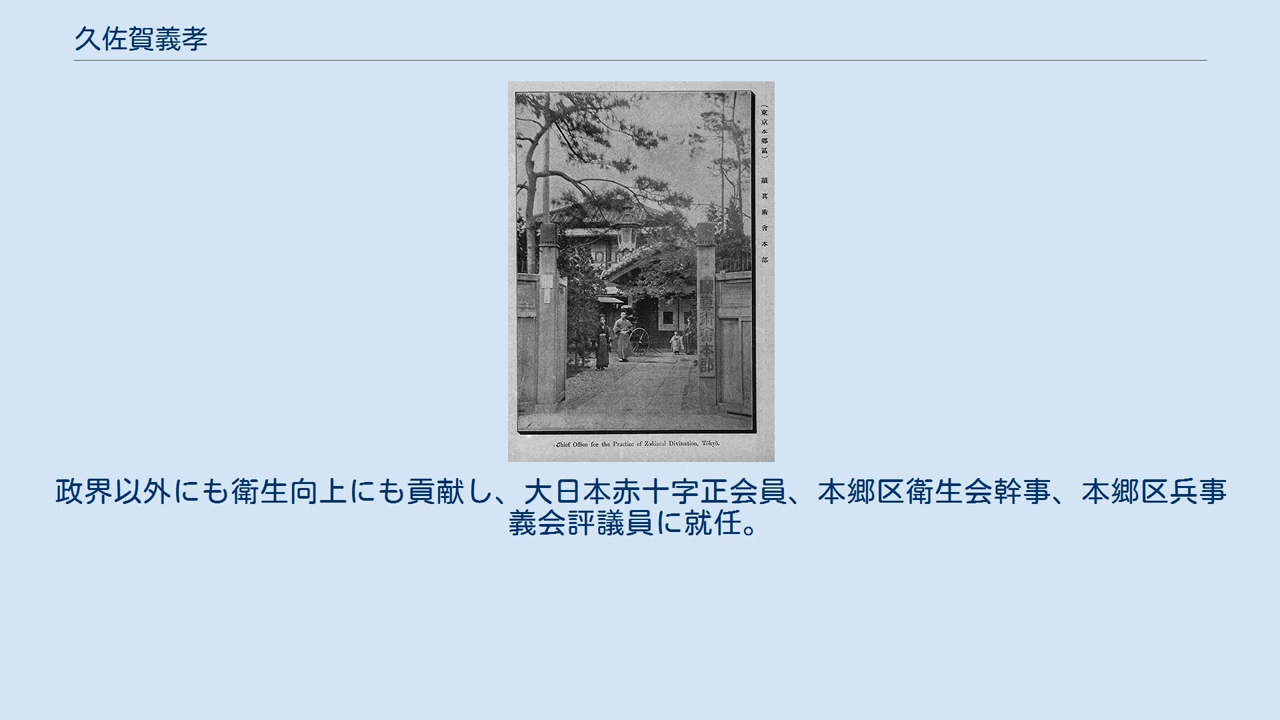 久佐賀義孝
（東京本郷區）　顯眞術會本部
Chief Office for the Practice of Zodiacal Divination, Tōkyō.
政界以外にも衛生向上にも貢献し、大日本赤十字正会員、本郷区衛生会幹事、本郷区兵事
義会評議員に就任。